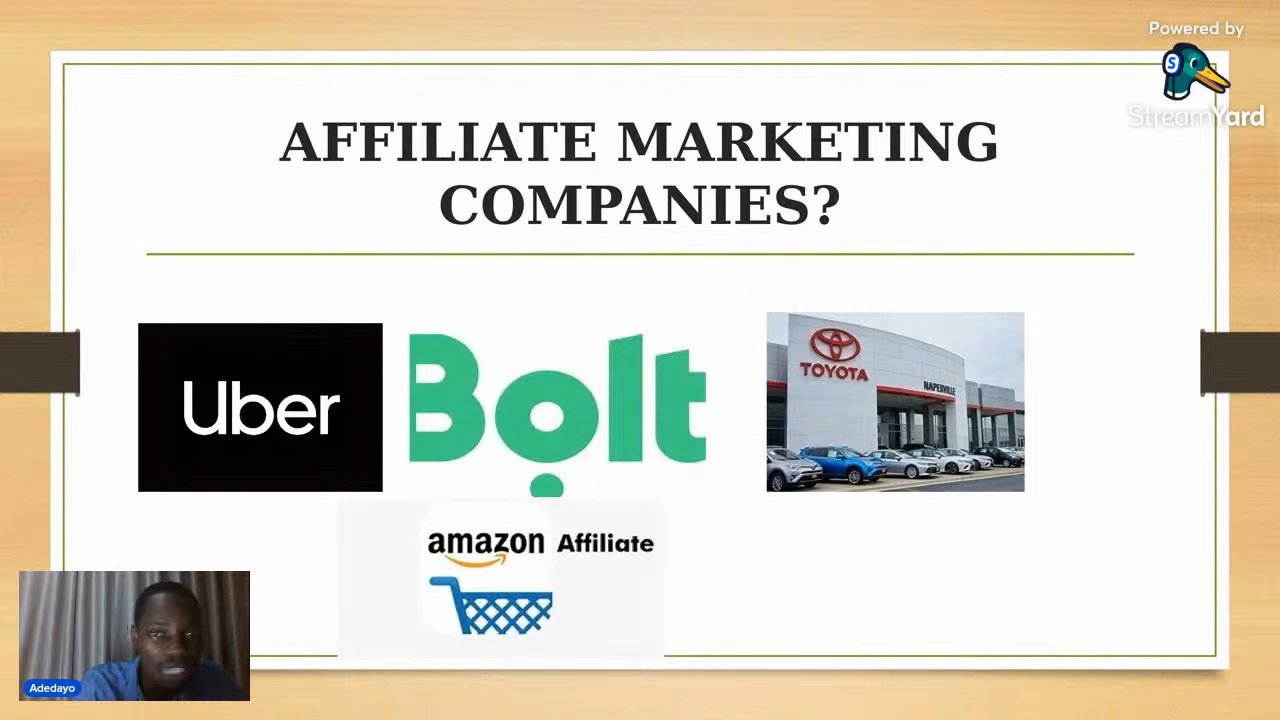 Powered by
StreamYard
AFFILIATE MARKETING
COMPANIES?
Uber
Bolt
TOYOTA
NAPERVILLE
amazon Affiliate
Adedayo